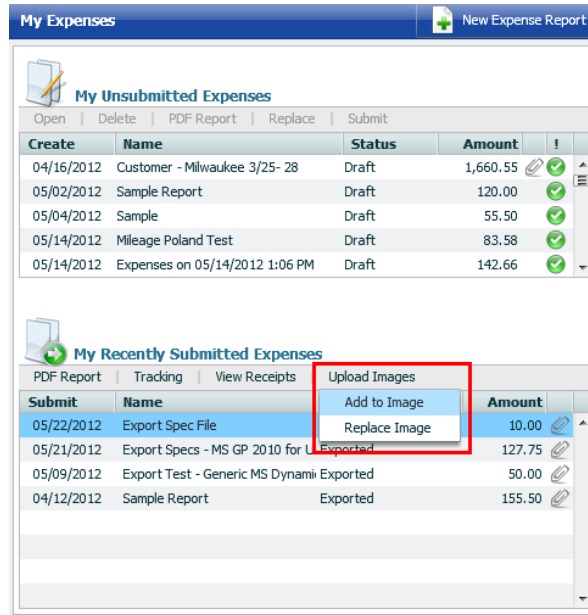 My Expenses New Expense Report
My Unsubmitted Expenses
Open | Delete | PDF Report | Replace | Submit
Create Name Status Amount !
04/16/2012 Customer - Milwaukee 3/25- 28 Draft 1,660.55
05/02/2012 Sample Report Draft 120.00
05/04/2012 Sample Draft 55.50
05/14/2012 Mileage Poland Test Draft 83.58
05/14/2012 Expenses on 05/14/2012 1:06 PM Draft 142.66
My Recently Submitted Expenses
PDF Report | Tracking | View Receipts Upload Images
Submit Name Add to Image Amount
05/22/2012 Export Spec File Replace Image 10.00
05/21/2012 Export Specs - MS GP 2010 for U Exported 127.75
05/09/2012 Export Test - Generic MS Dynami Exported 50.00
04/12/2012 Sample Report Exported 155.50